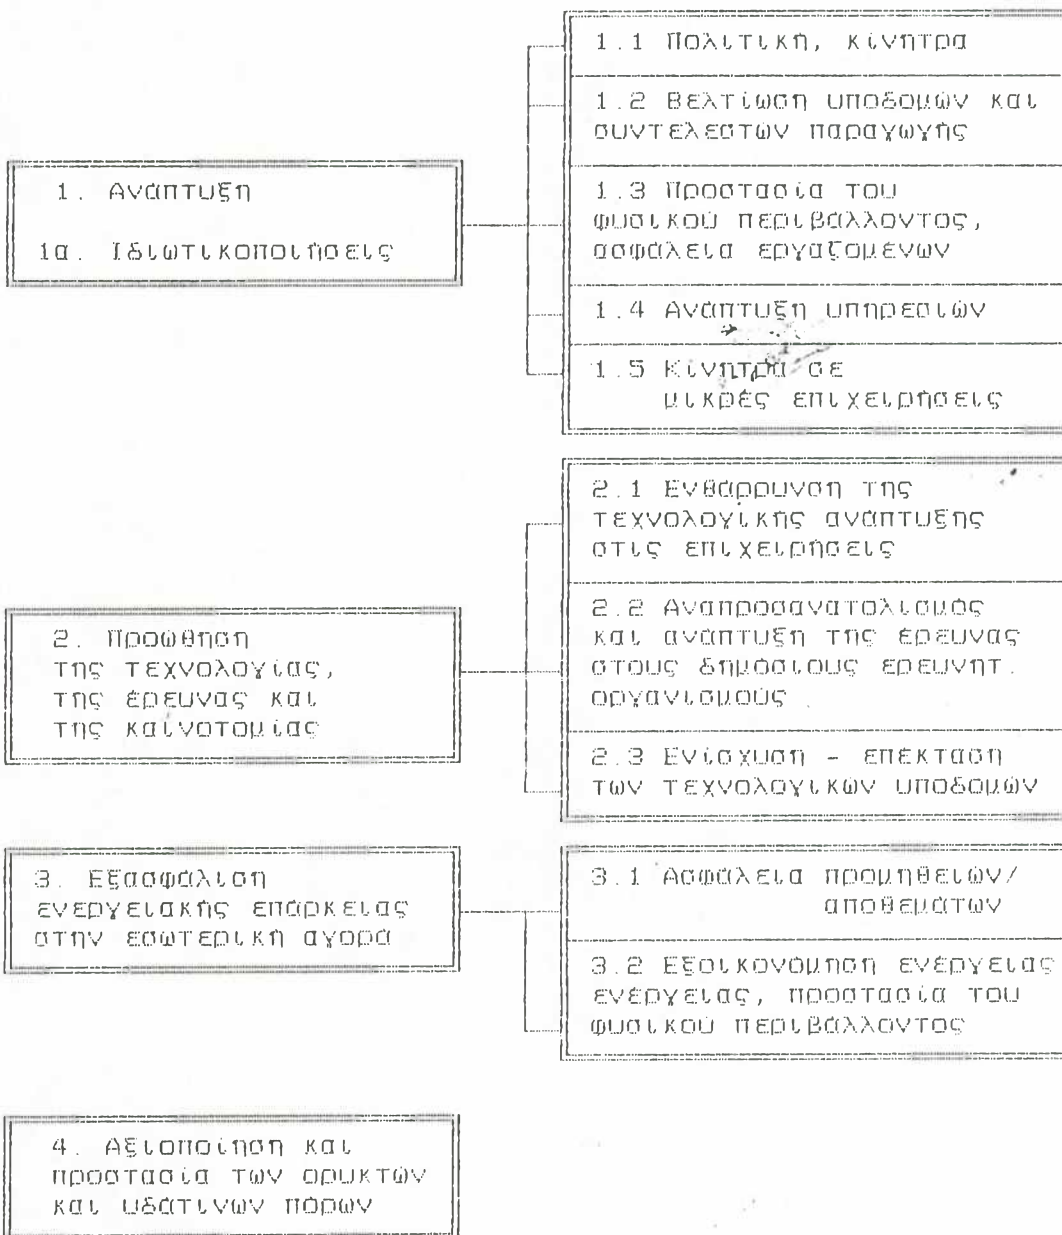 1. Ανάπτυξη
1α. Ιδιωτικοποιήσεις
1.1 Πολιτική, κίνητρα
1.2 Βελτίωση υποδομών και
συντελεστών παραγωγής
1.3 Προστασία του
φυσικού περιβάλλοντος,
ασφάλεια εργαζομένων
1.4 Ανάπτυξη υπηρεσιών
1.5 Κίνητρα σε
μικρές επιχειρήσεις
2. Προώθηση
της τεχνολογίας,
της έρευνας και
της καινοτομίας
2.1 Ενθάρρυνση της
τεχνολογικής ανάπτυξης
στις επιχειρήσεις
2.2 Αναπροσανατολισμός
και ανάπτυξη της έρευνας
στους δημόσιους ερευνητ.
οργανισμούς
2.3 Ενίσχυση - επέκταση
των τεχνολογικών υποδομών
3. Εξασφάλιση
ενεργειακής επάρκειας
στην εσωτερική αγορά
3.1 Ασφάλεια προμηθειών/
αποθεμάτων
3.2 Εξοικονόμηση ενέργειας
ενέργειας, προστασία του
φυσικού περιβάλλοντος
4. Αξιοποίηση και
προστασία των ορυκτών
και υδάτινων πόρων